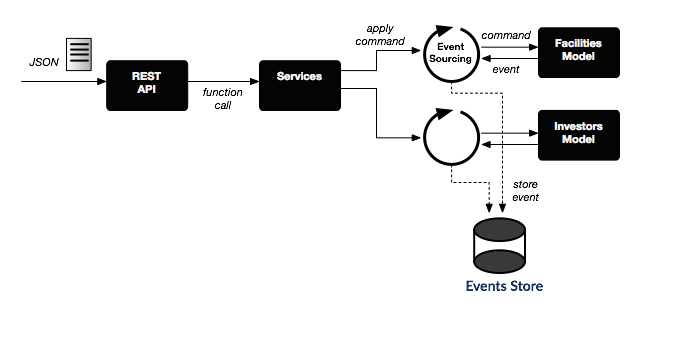 JSON
REST
API
function
call
Services
apply
command
Event
Sourcing
command
event
Facilities
Model
Investors
Model
store
event
Events Store